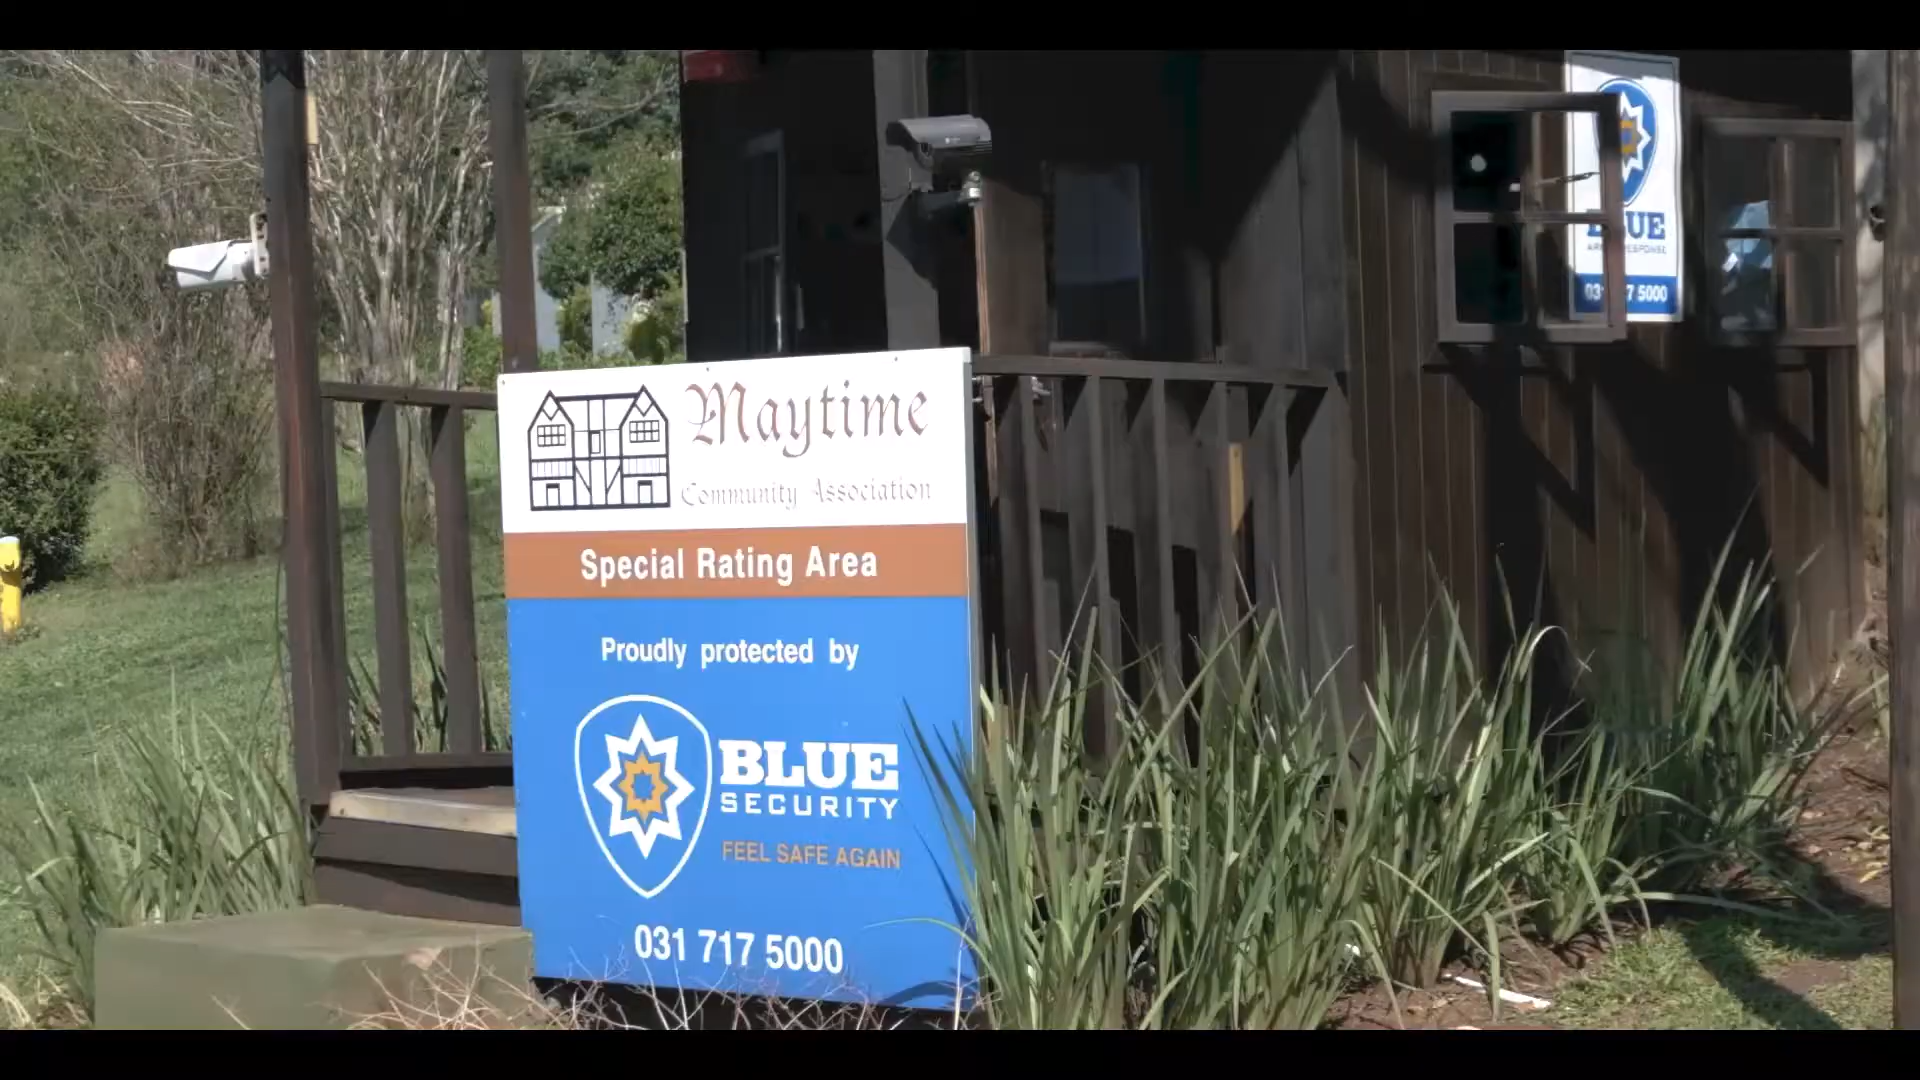 Maytime
Community Association
Special Rating Area
Proudly protected by
BLUE
SECURITY
FEEL SAFE AGAIN
031 717 5000